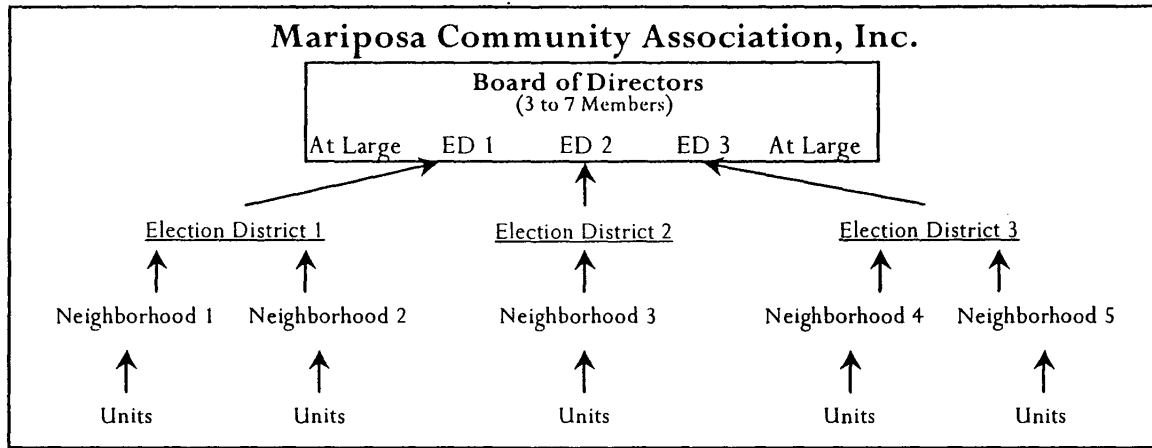 Mariposa Community Association, Inc.
Board of Directors
(3 to 7 Members)
At Large ED 1 ED 2 ED 3 At Large
Election District 1 Election District 2 Election District 3
Neighborhood 1 Neighborhood 2 Neighborhood 3 Neighborhood 4 Neighborhood 5
Units Units Units Units Units